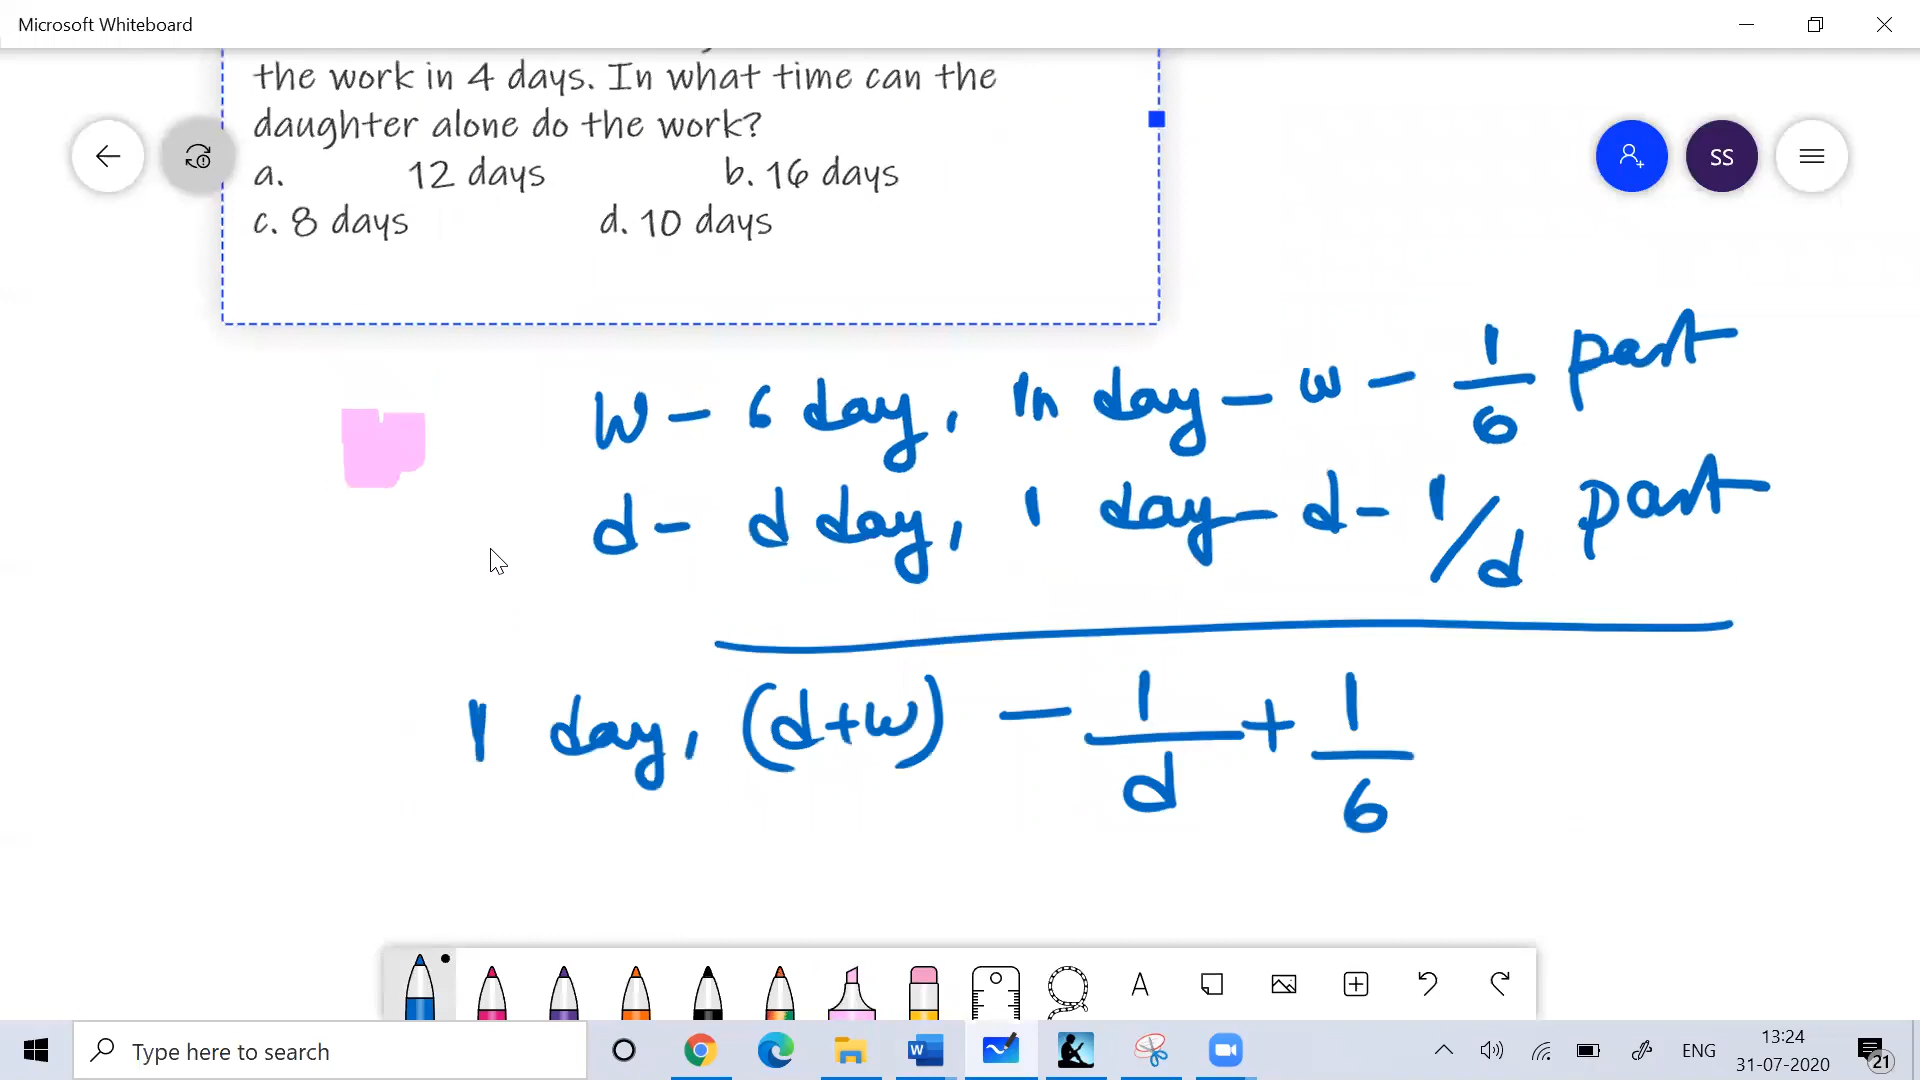 Microsoft Whiteboard
the work in 4 days. In what time can the
daughter alone do the work?
a. 12 days b. 16 days
c. 8 days d. 10 days
SS
W - 6 day, In day - w - 1/6 part
d - d day, 1 day - d - 1/d part
1 day, (d+w) - 1/d + 1/6
A
Type here to search
W
ENG
13:24
31-07-2020
21